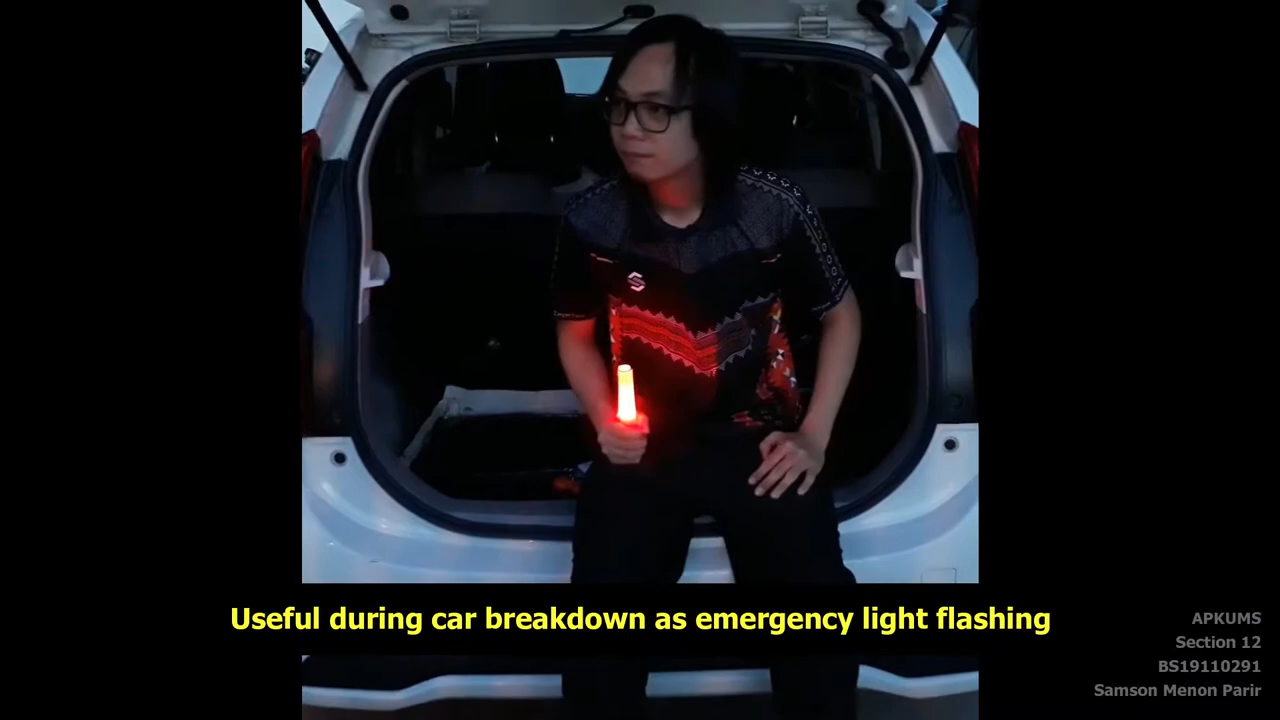 Useful during car breakdown as emergency light flashing
APKUMS
Section 12
BS19110291
Samson Menon Parir